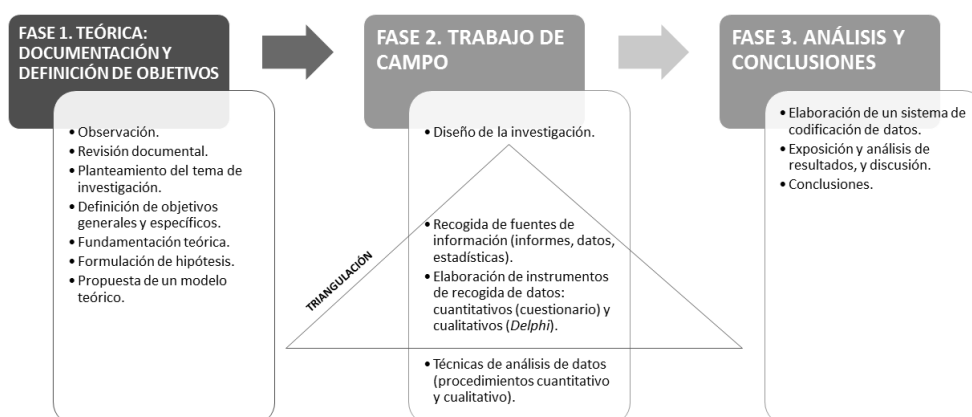 FASE 1. TEÓRICA:
DOCUMENTACIÓN Y
DEFINICIÓN DE OBJETIVOS
• Observación.
• Revisión documental.
• Planteamiento del tema de
investigación.
• Definición de objetivos
generales y específicos.
• Fundamentación teórica.
• Formulación de hipótesis.
• Propuesta de un modelo
teórico.
FASE 2. TRABAJO DE
CAMPO
• Diseño de la investigación.
TRIANGULACIÓN
• Recogida de fuentes de
información (informes, datos,
estadísticas).
• Elaboración de instrumentos
de recogida de datos:
cuantitativos (cuestionario) y
cualitativos (Delphi).
• Técnicas de análisis de datos
(procedimientos cuantitativo
y cualitativo).
FASE 3. ANÁLISIS Y
CONCLUSIONES
• Elaboración de un sistema de
codificación de datos.
• Exposición y análisis de
resultados, y discusión.
• Conclusiones.